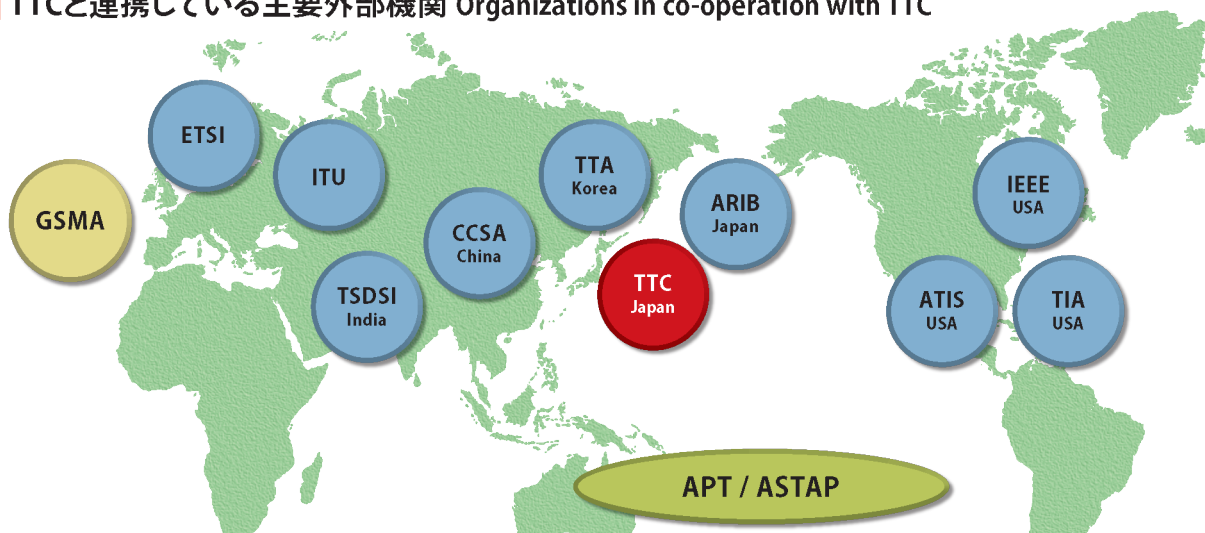 TTCと連携している主要外部機関 Organizations in co-operation with TTC
ETSI
ITU
GSMA
TTA
Korea
ARIB
Japan
IEEE
USA
CCSA
China
TSDSI
India
TTC
Japan
ATIS
USA
TIA
USA
APT / ASTAP